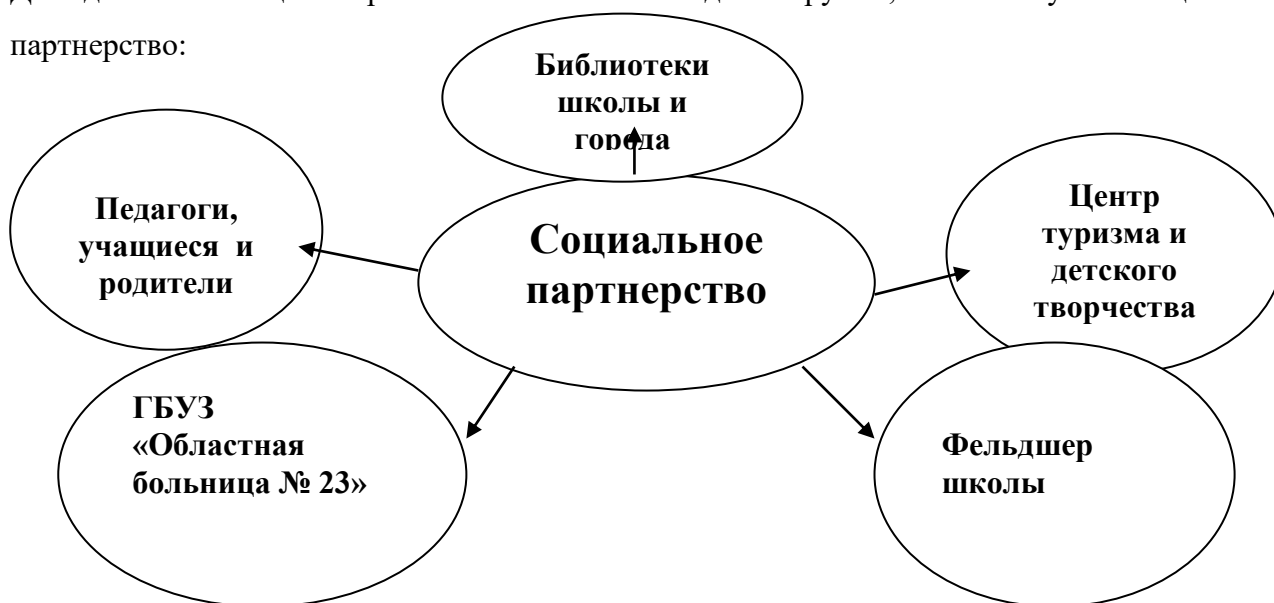 партнерство:
Библиотеки
школы и
города
Педагоги,
учащиеся и
родители
Социальное
партнерство
Центр
туризма и
детского
творчества
ГБУЗ
«Областная
больница № 23»
Фельдшер
школы